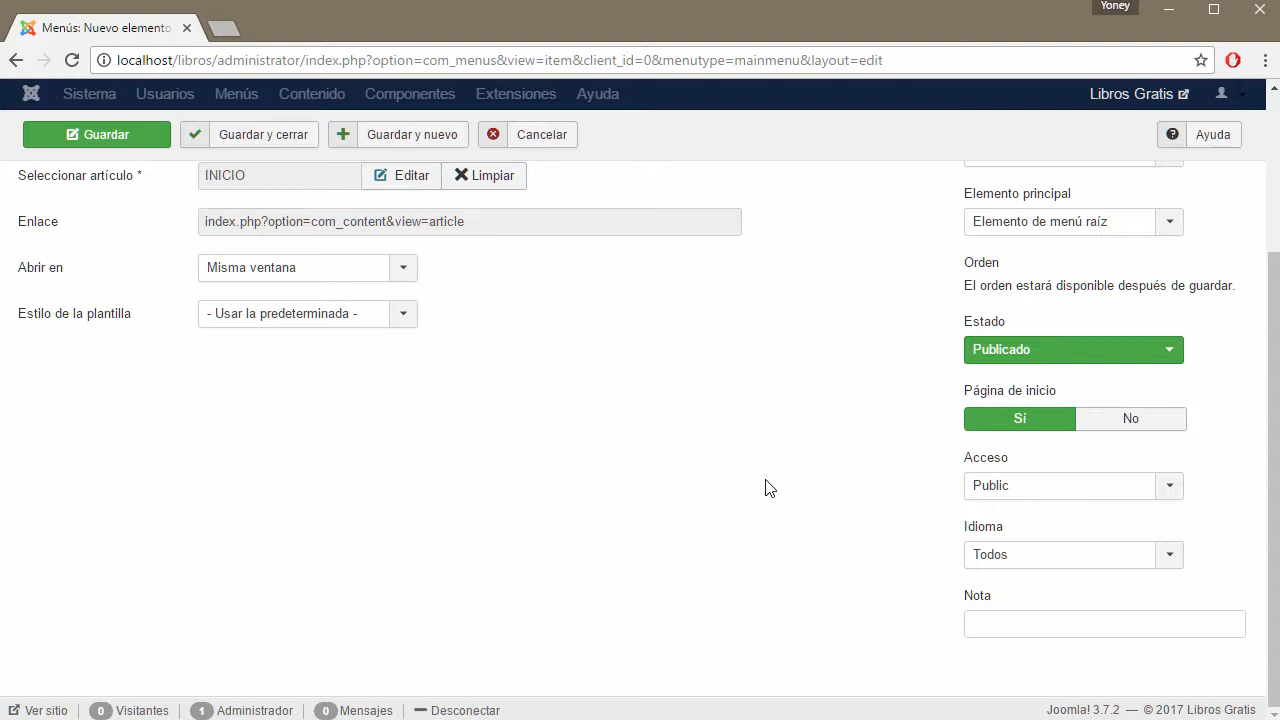 Yoney
Menús: Nuevo elemento
localhost/libros/administrator/index.php?option=com_menus&view=item&client_id=0&menutype=mainmenu&layout=edit
Sistema Usuarios Menús Contenido Componentes Extensiones Ayuda Libros Gratis
Guardar Guardar y cerrar Guardar y nuevo Cancelar Ayuda
Seleccionar artículo * INICIO Editar Limpiar
Enlace index.php?option=com_content&view=article
Abrir en Misma ventana
Estilo de la plantilla - Usar la predeterminada -
Elemento principal
Elemento de menú raíz
Orden
El orden estará disponible después de guardar.
Estado
Publicado
Página de inicio
Sí No
Acceso
Public
Idioma
Todos
Nota
Ver sitio 0 Visitantes 1 Administrador 0 Mensajes Desconectar Joomla! 3.7.2 — © 2017 Libros Gratis